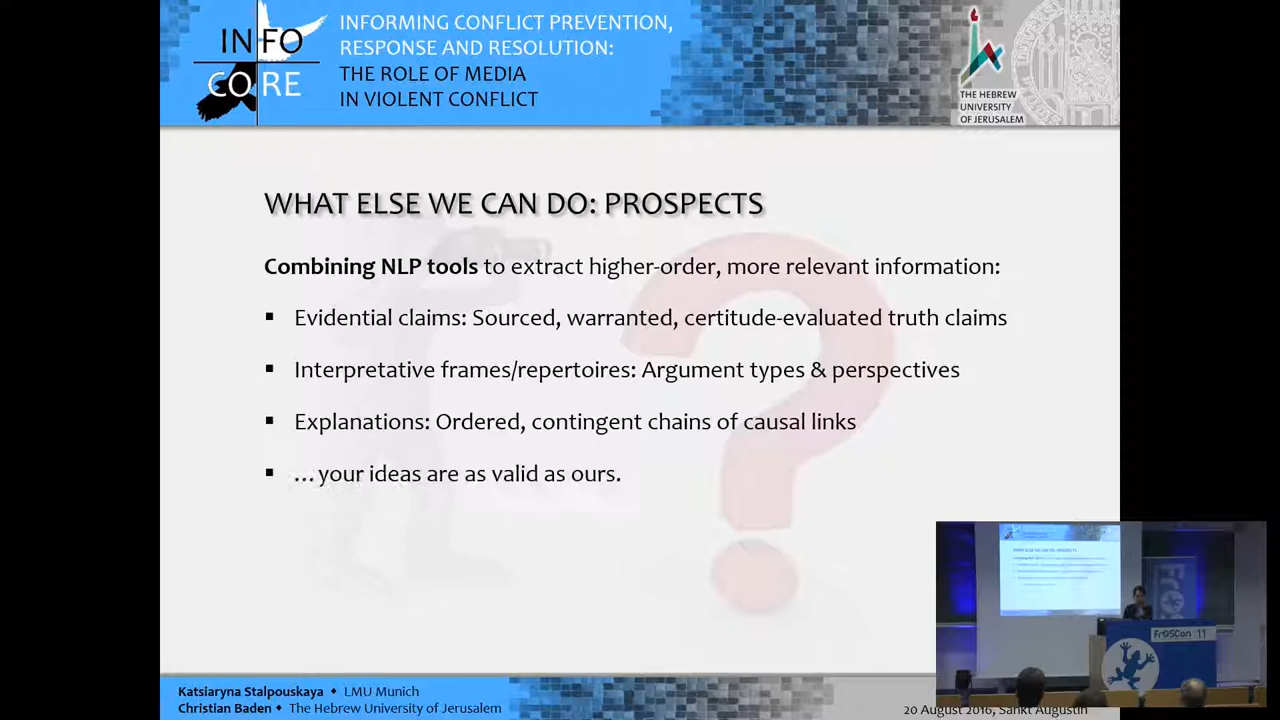 INFO
CORE
INFORMING CONFLICT PREVENTION,
RESPONSE AND RESOLUTION:
THE ROLE OF MEDIA
IN VIOLENT CONFLICT
THE HEBREW
UNIVERSITY
OF JERUSALEM
WHAT ELSE WE CAN DO: PROSPECTS
Combining NLP tools to extract higher-order, more relevant information:
▪ Evidential claims: Sourced, warranted, certitude-evaluated truth claims
▪ Interpretative frames/repertoires: Argument types & perspectives
▪ Explanations: Ordered, contingent chains of causal links
▪ …your ideas are as valid as ours.
FrOSCon 11
Katsiaryna Stalpouskaya ♦ LMU Munich
Christian Baden ♦ The Hebrew University of Jerusalem
20 August 2016, Sankt Augustin